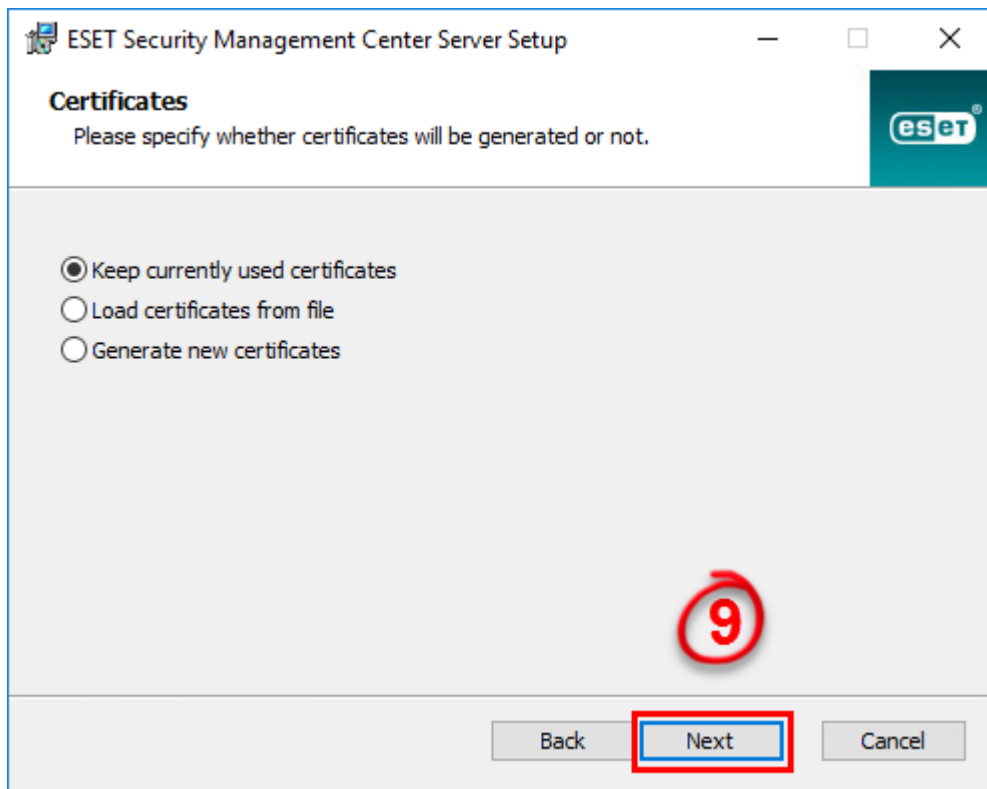 ESET Security Management Center Server Setup
Certificates
Please specify whether certificates will be generated or not.
eseT®
Keep currently used certificates
Load certificates from file
Generate new certificates
9
Back Next Cancel